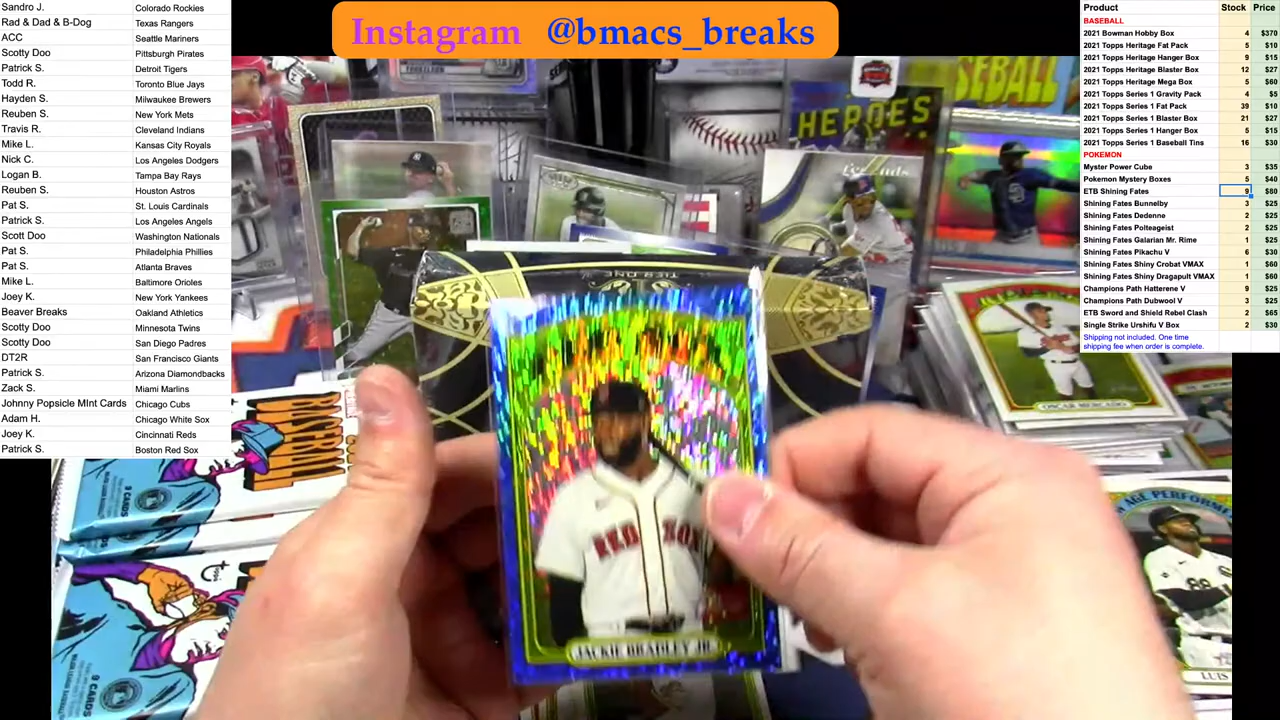 Sandro J. Colorado Rockies
Rad & Dad & B-Dog Texas Rangers
ACC Seattle Mariners
Scotty Doo Pittsburgh Pirates
Patrick S. Detroit Tigers
Todd R. Toronto Blue Jays
Hayden S. Milwaukee Brewers
Reuben S. New York Mets
Travis R. Cleveland Indians
Mike L. Kansas City Royals
Nick C. Los Angeles Dodgers
Logan B. Tampa Bay Rays
Reuben S. Houston Astros
Pat S. St. Louis Cardinals
Patrick S. Los Angeles Angels
Scott Doo Washington Nationals
Pat S. Philadelphia Phillies
Pat S. Atlanta Braves
Mike L. Baltimore Orioles
Joey K. New York Yankees
Beaver Breaks Oakland Athletics
Scotty Doo Minnesota Twins
Scotty Doo San Diego Padres
DT2R San Francisco Giants
Patrick S. Arizona Diamondbacks
Zack S. Miami Marlins
Johnny Popsicle MInt Cards Chicago Cubs
Adam H. Chicago White Sox
Joey K. Cincinnati Reds
Patrick S. Boston Red Sox
Instagram @bmacs_breaks
Product Stock Price
BASEBALL
2021 Bowman Hobby Box 4 $370
2021 Topps Heritage Fat Pack 5 $10
2021 Topps Heritage Hanger Box 9 $15
2021 Topps Heritage Blaster Box 12 $27
2021 Topps Heritage Mega Box 5 $60
2021 Topps Series 1 Gravity Pack 4 $5
2021 Topps Series 1 Fat Pack 39 $10
2021 Topps Series 1 Blaster Box 21 $27
2021 Topps Series 1 Hanger Box 5 $15
2021 Topps Series 1 Baseball Tins 16 $30
POKEMON
Myster Power Cube 3 $35
Pokemon Mystery Boxes 5 $40
ETB Shining Fates 9 $80
Shining Fates Bunnelby 3 $25
Shining Fates Dedenne 2 $25
Shining Fates Polteageist 2 $25
Shining Fates Galarian Mr. Rime 1 $25
Shining Fates Pikachu V 6 $30
Shining Fates Shiny Crobat VMAX 1 $60
Shining Fates Shiny Dragapult VMAX 1 $60
Champions Path Hatterene V 9 $25
Champions Path Dubwool V 3 $25
ETB Sword and Shield Rebel Clash 2 $65
Single Strike Urshifu V Box 2 $30
Shipping not included. One time
shipping fee when order is complete.
HEROES
TIER ONE
RED SOX
JACKIE BRADLEY JR.
OSCAR MERCADO
BASEBALL
9 CARDS
topps
9 CARDS
LUIS